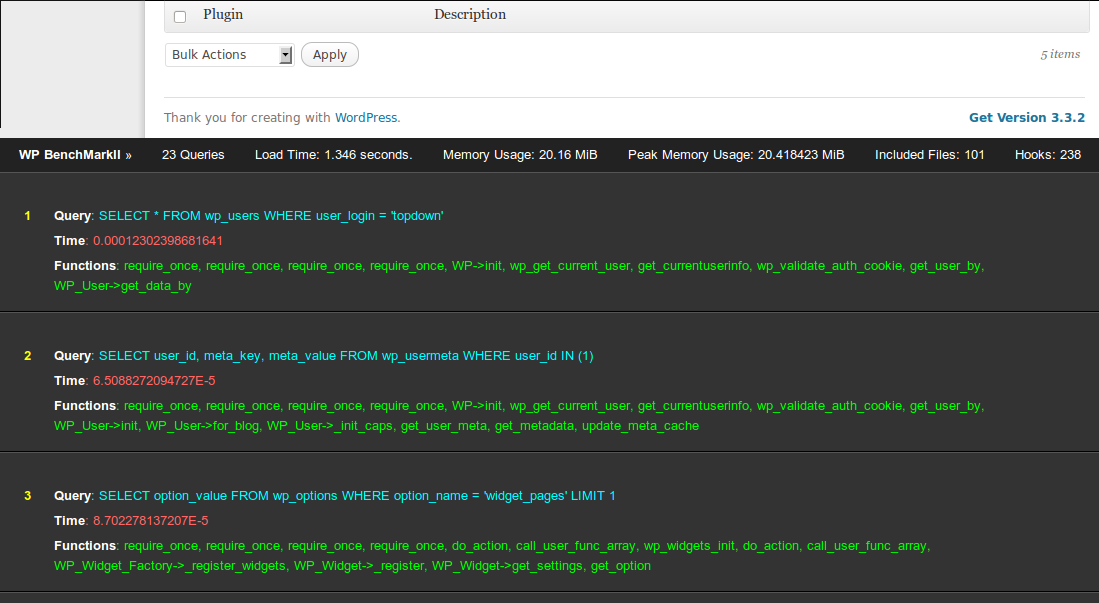 Plugin Description
Bulk Actions Apply 5 items
Thank you for creating with WordPress. Get Version 3.3.2
WP BenchMarkII » 23 Queries Load Time: 1.346 seconds. Memory Usage: 20.16 MiB Peak Memory Usage: 20.418423 MiB Included Files: 101 Hooks: 238
1 Query: SELECT * FROM wp_users WHERE user_login = 'topdown'
Time: 0.00012302398681641
Functions: require_once, require_once, require_once, require_once, WP->init, wp_get_current_user, get_currentuserinfo, wp_validate_auth_cookie, get_user_by,
WP_User->get_data_by
2 Query: SELECT user_id, meta_key, meta_value FROM wp_usermeta WHERE user_id IN (1)
Time: 6.5088272094727E-5
Functions: require_once, require_once, require_once, require_once, WP->init, wp_get_current_user, get_currentuserinfo, wp_validate_auth_cookie, get_user_by,
WP_User->init, WP_User->for_blog, WP_User->_init_caps, get_user_meta, get_metadata, update_meta_cache
3 Query: SELECT option_value FROM wp_options WHERE option_name = 'widget_pages' LIMIT 1
Time: 8.702278137207E-5
Functions: require_once, require_once, require_once, require_once, do_action, call_user_func_array, wp_widgets_init, do_action, call_user_func_array,
WP_Widget_Factory->_register_widgets, WP_Widget->_register, WP_Widget->get_settings, get_option